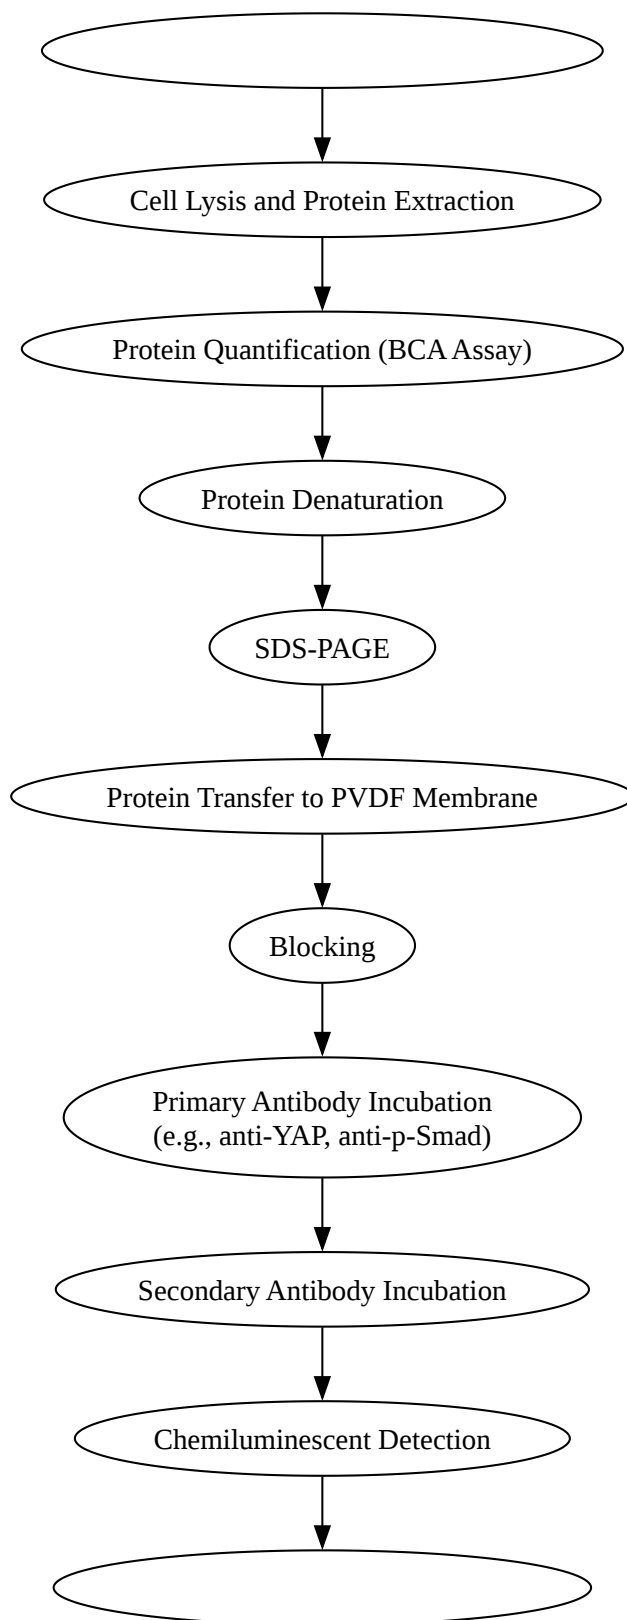 Cell Lysis and Protein Extraction
Protein Quantification (BCA Assay)
Protein Denaturation
SDS-PAGE
Protein Transfer to PVDF Membrane
Blocking
Primary Antibody Incubation
(e.g., anti-YAP, anti-p-Smad)
Secondary Antibody Incubation
Chemiluminescent Detection